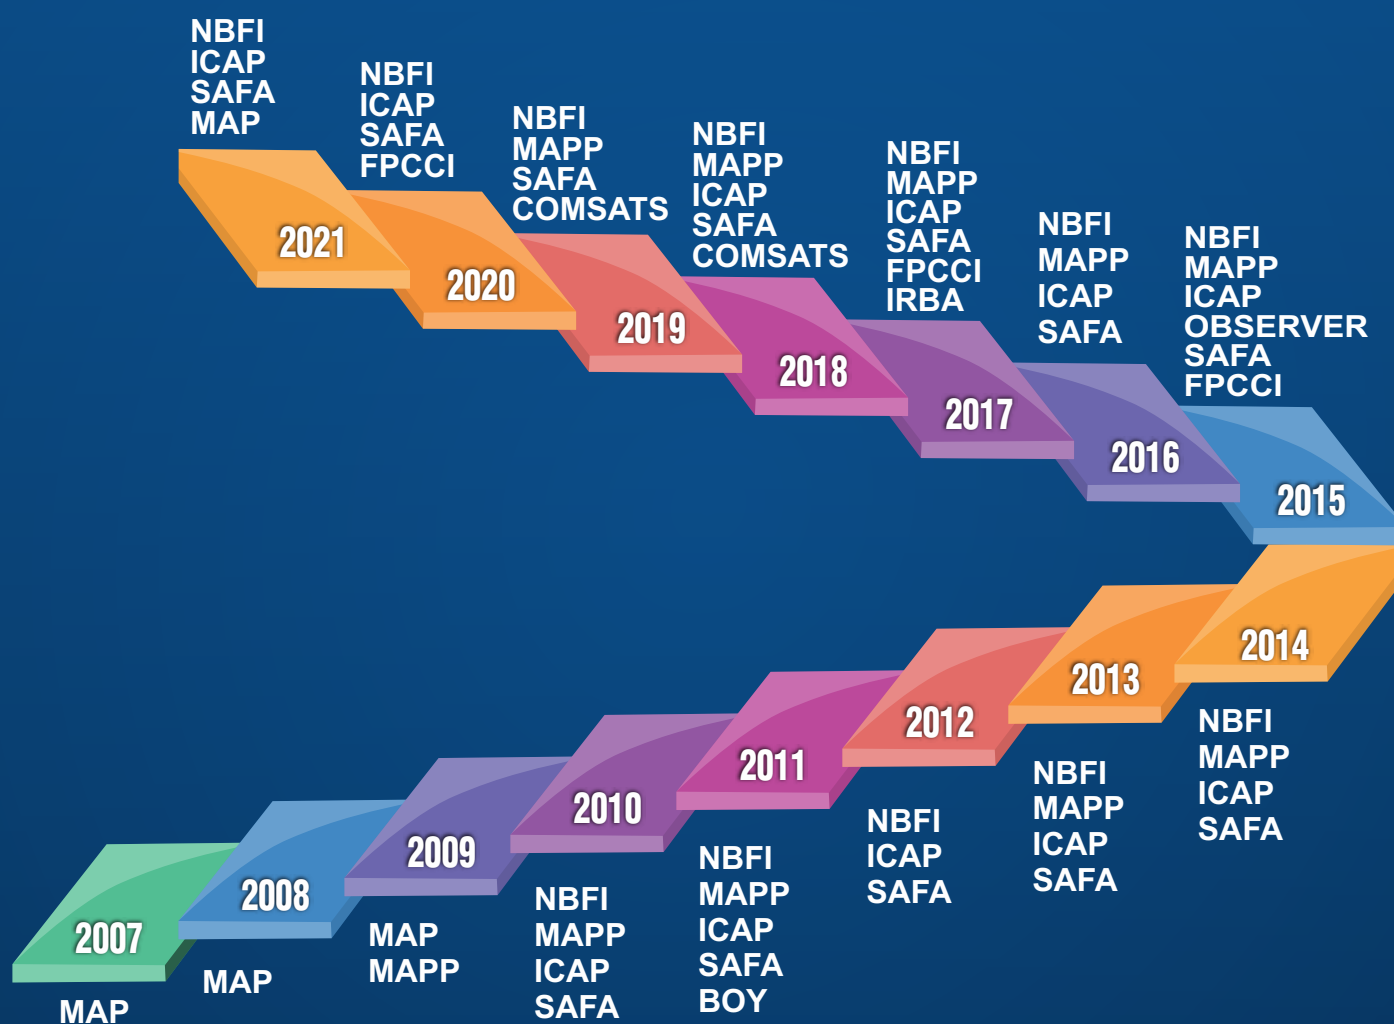 NBFI
ICAP
SAFA
MAP
2021
NBFI
ICAP
SAFA
FPCCI
2020
NBFI
MAPP
SAFA
COMSATS
2019
NBFI
MAPP
ICAP
SAFA
COMSATS
2018
NBFI
MAPP
ICAP
SAFA
FPCCI
IRBA
2017
NBFI
MAPP
ICAP
SAFA
2016
NBFI
MAPP
ICAP
OBSERVER
SAFA
FPCCI
2015
2014
NBFI
MAPP
ICAP
SAFA
2013
NBFI
MAPP
ICAP
SAFA
2012
NBFI
ICAP
SAFA
2011
NBFI
MAPP
ICAP
SAFA
BOY
2010
NBFI
MAPP
ICAP
SAFA
2009
MAP
MAPP
2008
MAP
2007
MAP